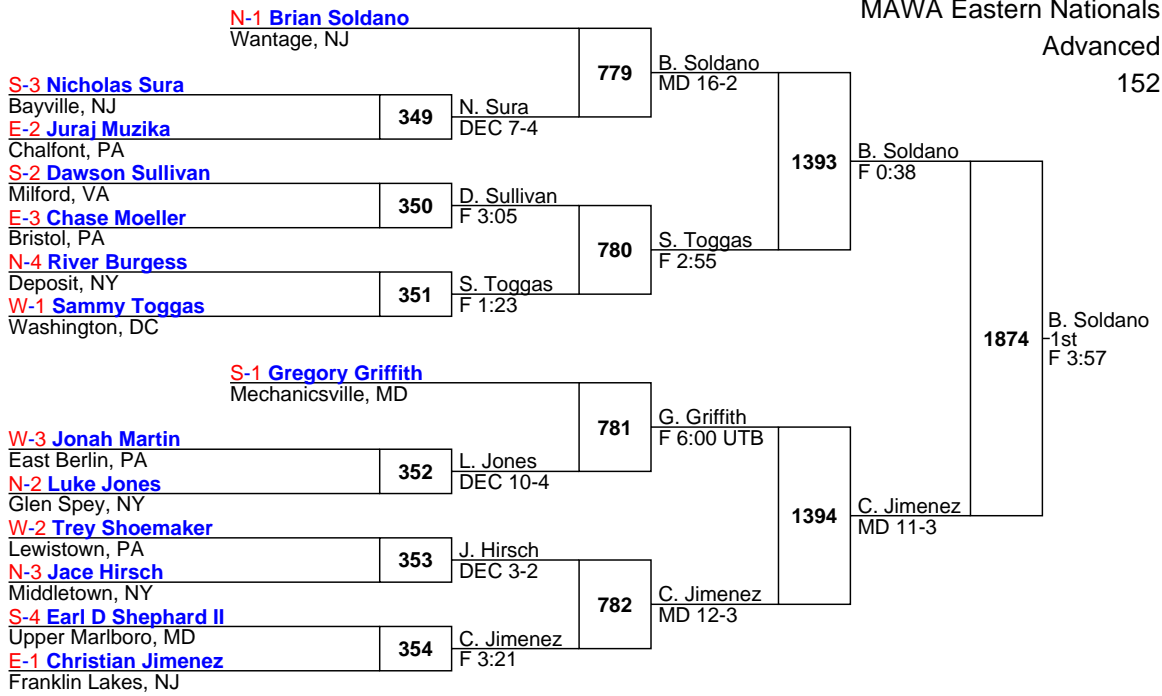 MAWA Eastern Nationals
Advanced
152
N-1 Brian Soldano
Wantage, NJ
S-3 Nicholas Sura
Bayville, NJ
E-2 Juraj Muzika
Chalfont, PA
S-2 Dawson Sullivan
Milford, VA
E-3 Chase Moeller
Bristol, PA
N-4 River Burgess
Deposit, NY
W-1 Sammy Toggas
Washington, DC
S-1 Gregory Griffith
Mechanicsville, MD
W-3 Jonah Martin
East Berlin, PA
N-2 Luke Jones
Glen Spey, NY
W-2 Trey Shoemaker
Lewistown, PA
N-3 Jace Hirsch
Middletown, NY
S-4 Earl D Shephard II
Upper Marlboro, MD
E-1 Christian Jimenez
Franklin Lakes, NJ
349
350
351
352
353
354
N. Sura
DEC 7-4
D. Sullivan
F 3:05
S. Toggas
F 1:23
L. Jones
DEC 10-4
J. Hirsch
DEC 3-2
C. Jimenez
F 3:21
779
780
781
782
B. Soldano
MD 16-2
S. Toggas
F 2:55
G. Griffith
F 6:00 UTB
C. Jimenez
MD 12-3
1393
1394
B. Soldano
F 0:38
C. Jimenez
MD 11-3
1874
B. Soldano
1st
F 3:57